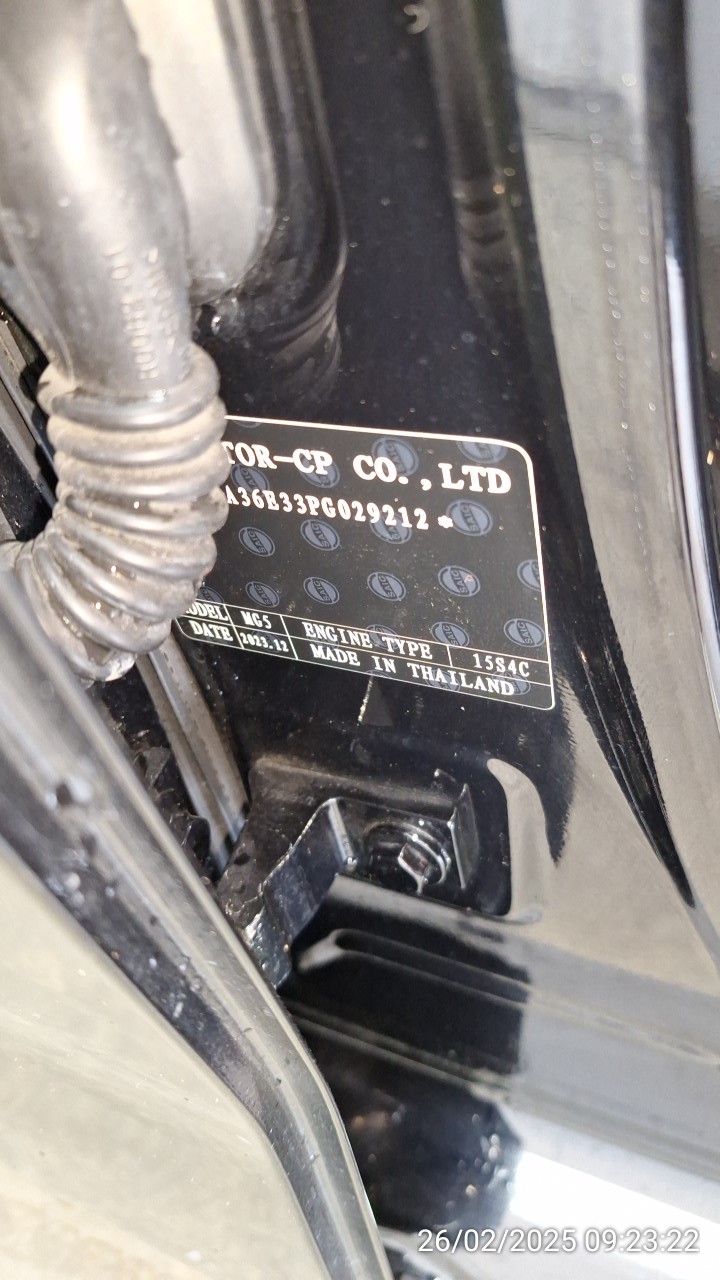 TOR-CP CO.,LTD
A36E33PG029212*
MODEL MG5 ENGINE TYPE 15S4C
DATE 2023.12 MADE IN THAILAND
SAIC
26/02/2025 09:23:22